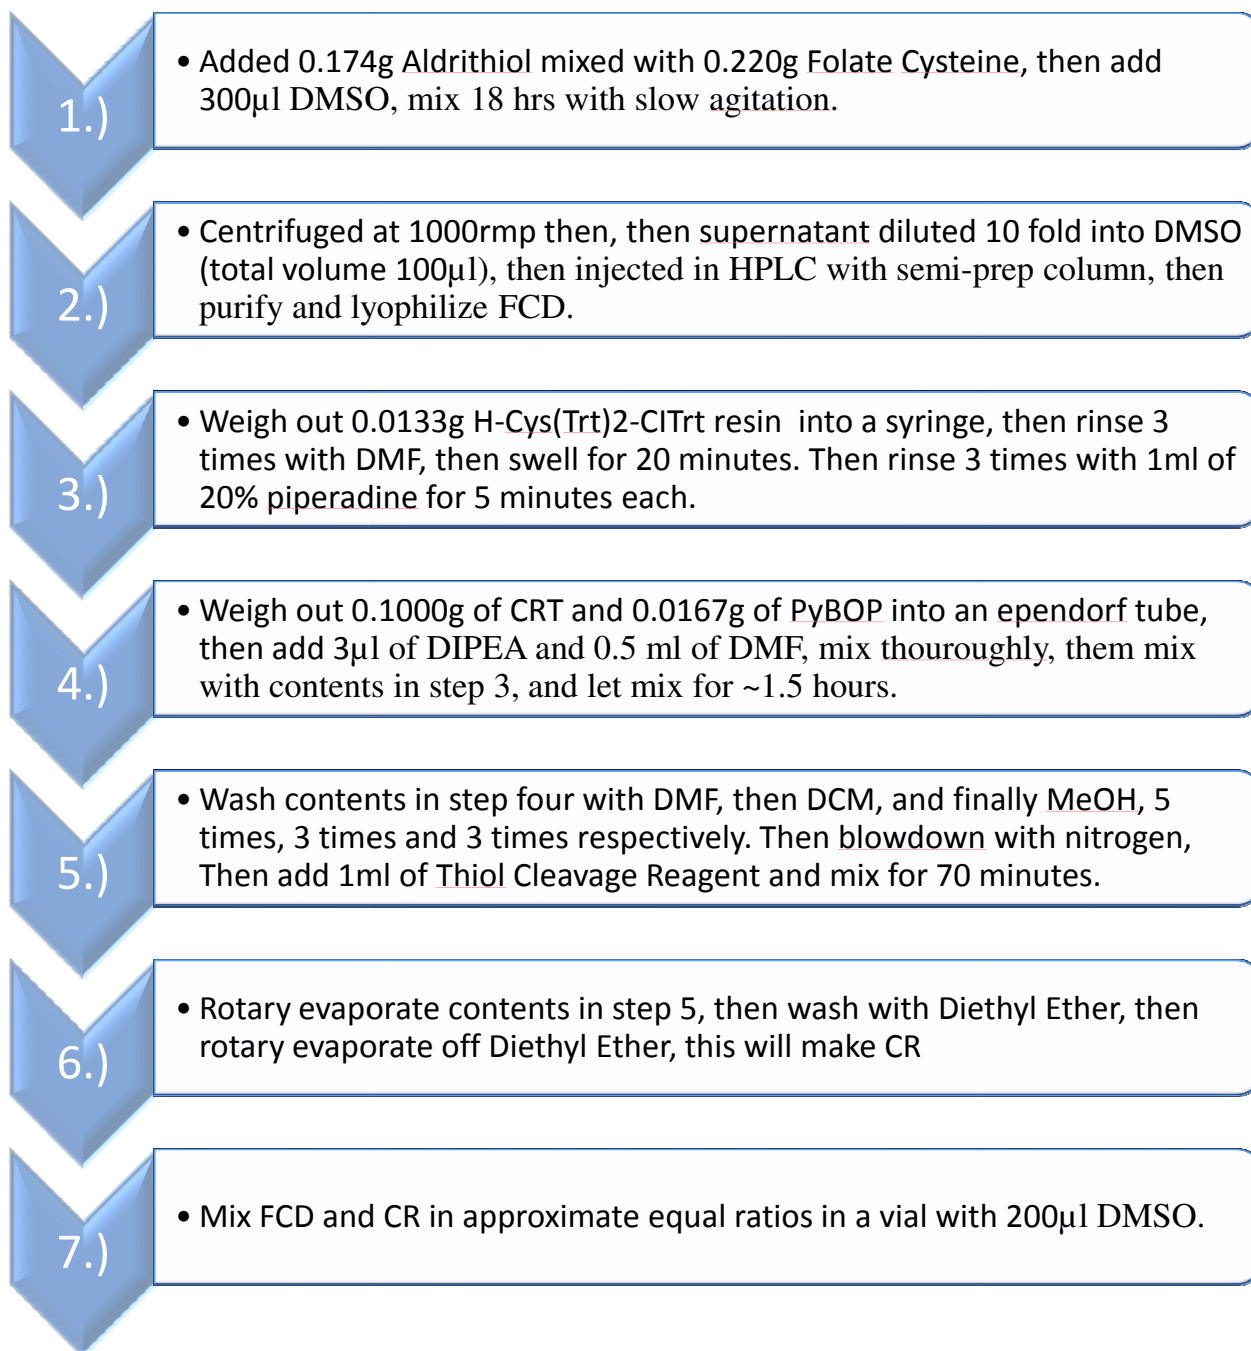 1.)
• Added 0.174g Aldrithiol mixed with 0.220g Folate Cysteine, then add
300µl DMSO, mix 18 hrs with slow agitation.
2.)
• Centrifuged at 1000rmp then, then supernatant diluted 10 fold into DMSO
(total volume 100µl), then injected in HPLC with semi-prep column, then
purify and lyophilize FCD.
3.)
• Weigh out 0.0133g H-Cys(Trt)2-CITrt resin  into a syringe, then rinse 3
times with DMF, then swell for 20 minutes. Then rinse 3 times with 1ml of
20% piperadine for 5 minutes each.
4.)
• Weigh out 0.1000g of CRT and 0.0167g of PyBOP into an ependorf tube,
then add 3µl of DIPEA and 0.5 ml of DMF, mix thouroughly, them mix
with contents in step 3, and let mix for ~1.5 hours.
5.)
• Wash contents in step four with DMF, then DCM, and finally MeOH, 5
times, 3 times and 3 times respectively. Then blowdown with nitrogen,
Then add 1ml of Thiol Cleavage Reagent and mix for 70 minutes.
6.)
• Rotary evaporate contents in step 5, then wash with Diethyl Ether, then
rotary evaporate off Diethyl Ether, this will make CR
7.)
• Mix FCD and CR in approximate equal ratios in a vial with 200µl DMSO.